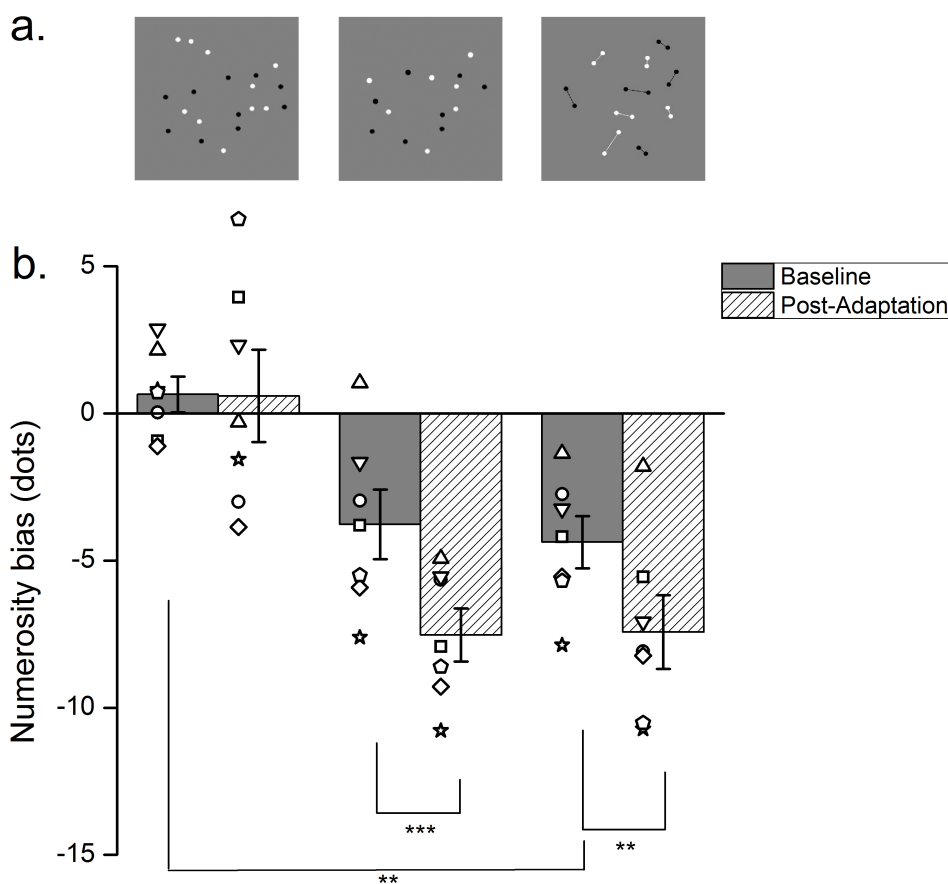 a.
b.
Baseline
Post-Adaptation
Numerosity bias (dots)
5
0
-5
-10
-15
***
**
**